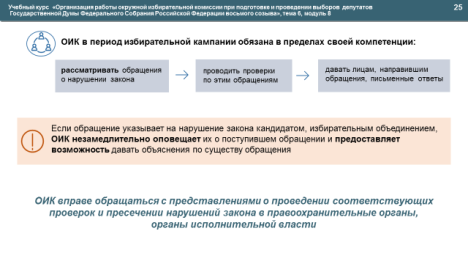 Учебный курс «Организация работы окружной избирательной комиссии при подготовке и проведении выборов депутатов
Государственной Думы Федерального Собрания Российской Федерации восьмого созыва», тема 6, модуль 8
25
ОИК в период избирательной кампании обязана в пределах своей компетенции:
рассматривать обращения
о нарушении закона
проводить проверки
по этим обращениям
давать лицам, направившим
обращения, письменные ответы
Если обращение указывает на нарушение закона кандидатом, избирательным объединением,
ОИК незамедлительно оповещает их о поступившем обращении и предоставляет
возможность давать объяснения по существу обращения
ОИК вправе обращаться с представлениями о проведении соответствующих
проверок и пресечении нарушений закона в правоохранительные органы,
органы исполнительной власти